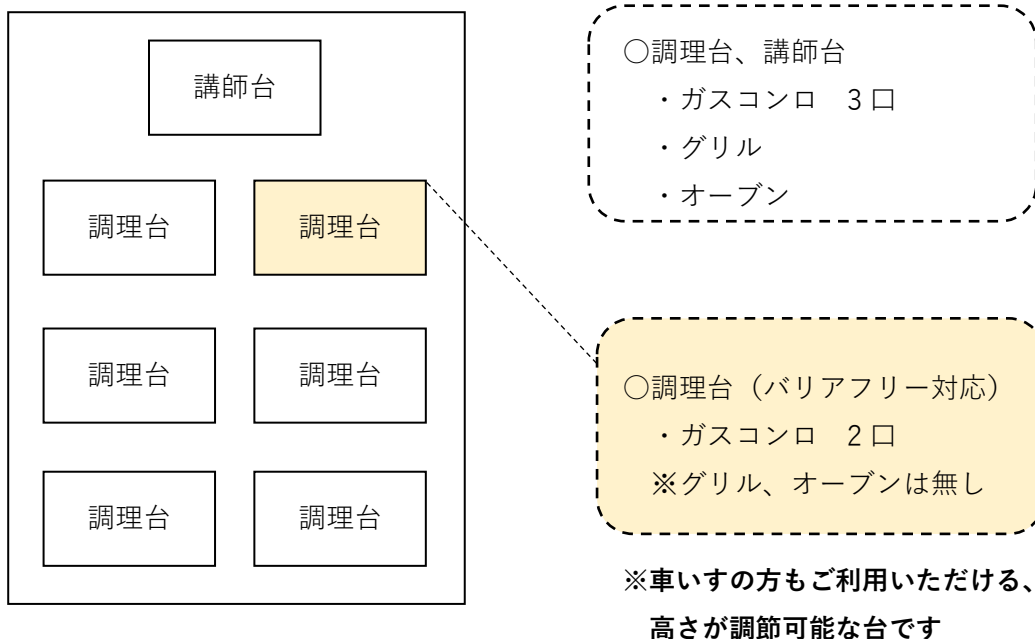 講師台
調理台
調理台
調理台
調理台
調理台
調理台
○調理台、講師台
・ガスコンロ　3口
・グリル
・オーブン
○調理台（バリアフリー対応）
・ガスコンロ　2口
※グリル、オーブンは無し
※車いすの方もご利用いただける、
高さが調節可能な台です